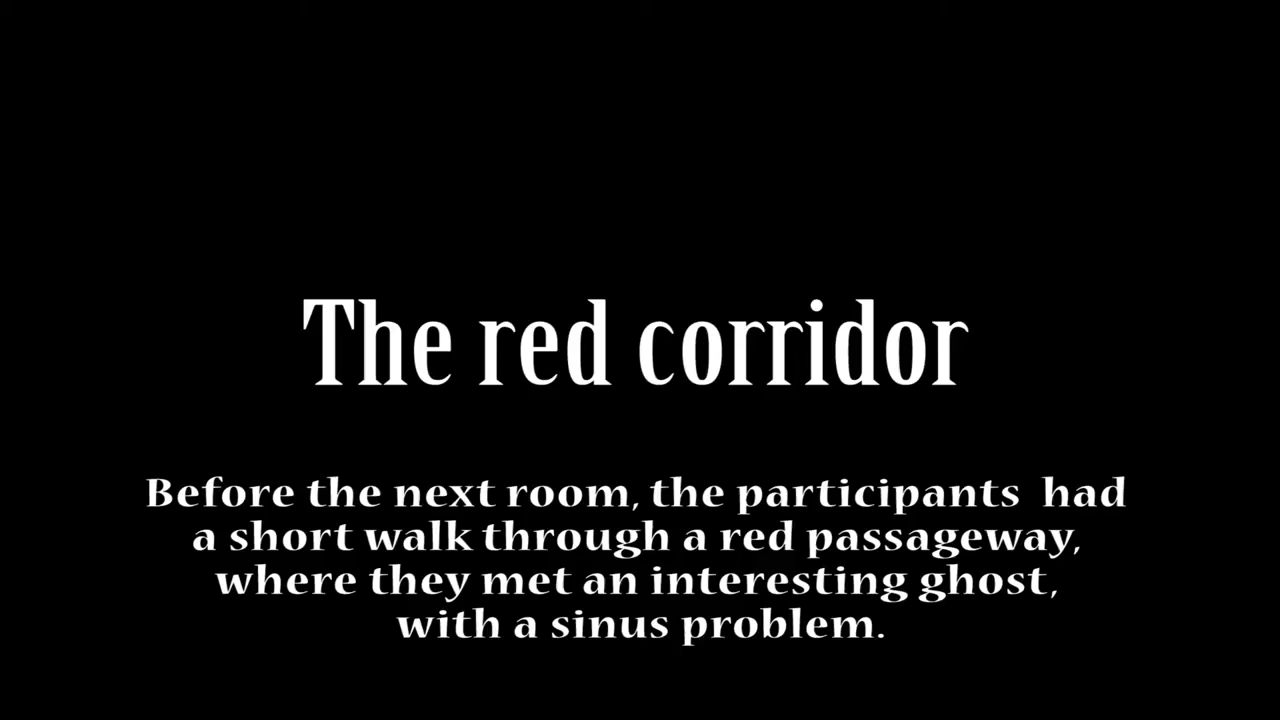 The red corridor
Before the next room, the participants had
a short walk through a red passageway,
where they met an interesting ghost,
with a sinus problem.